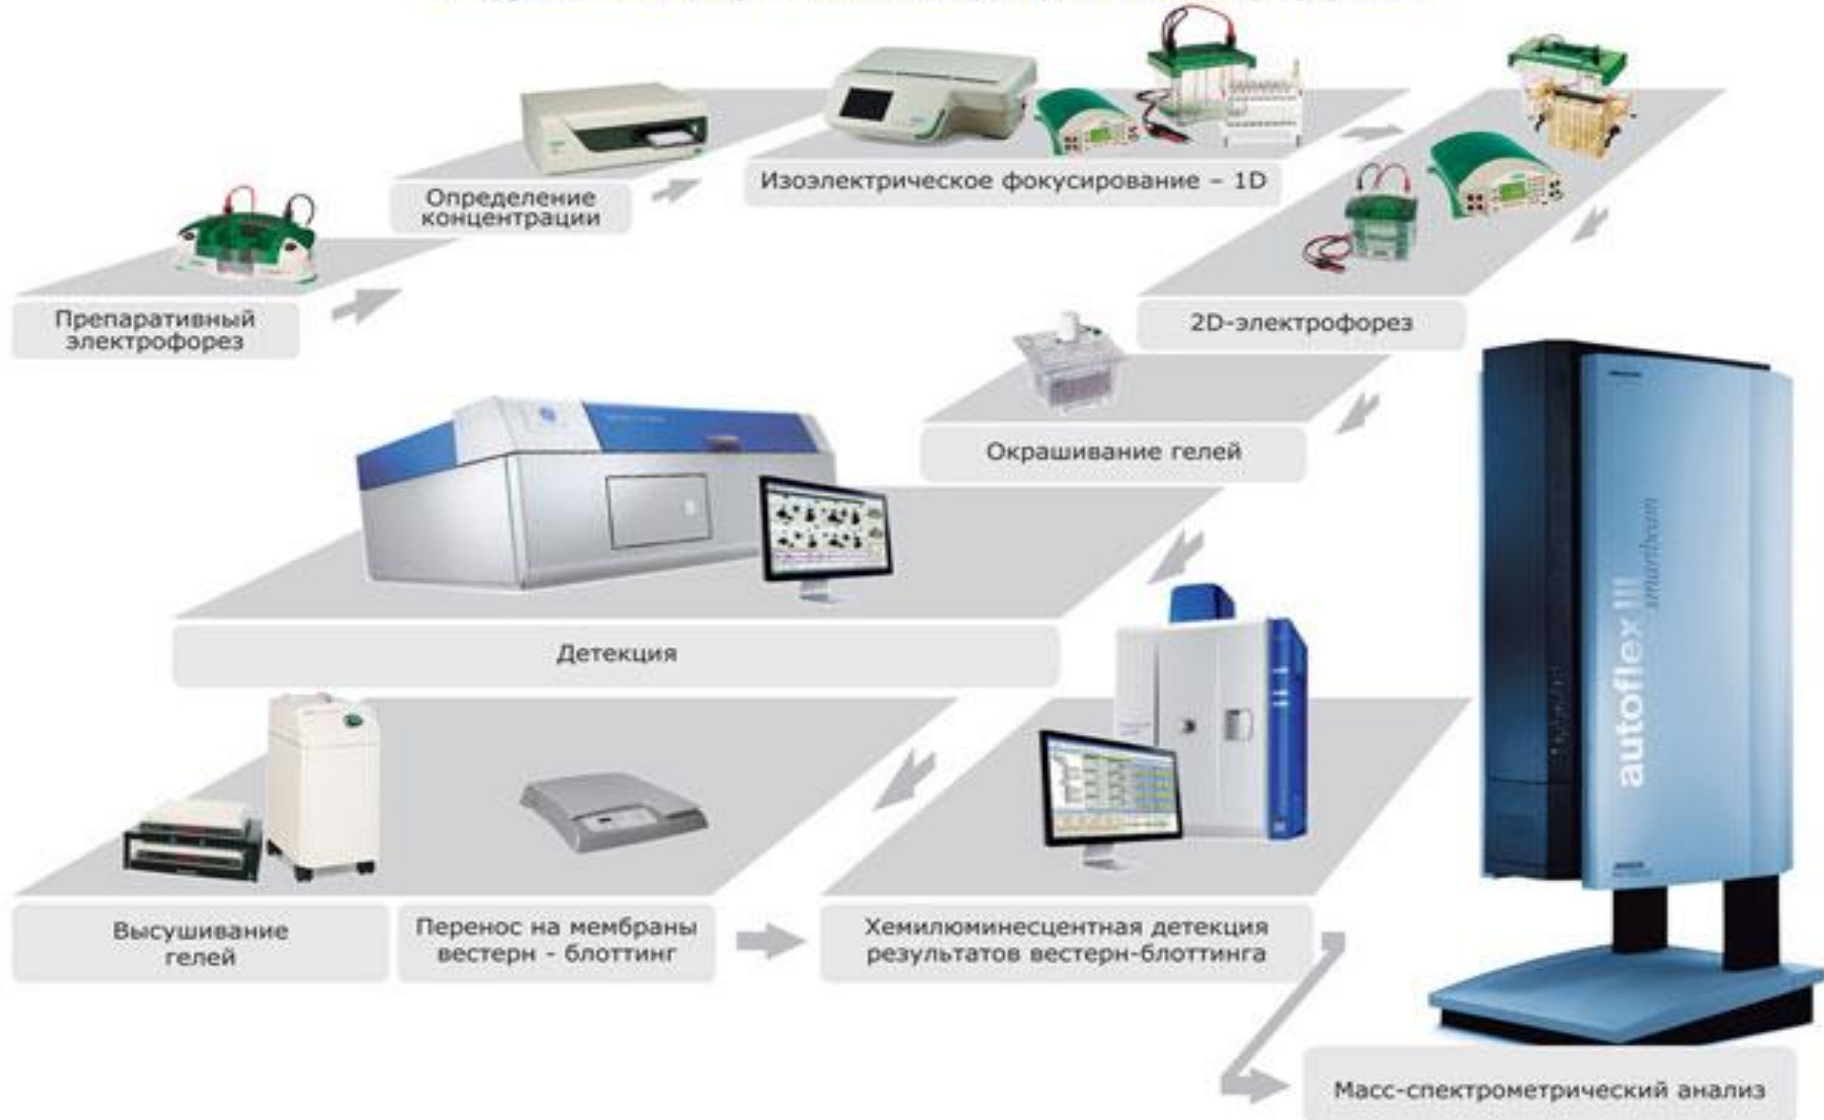 Определение
концентрации
Изоэлектрическое фокусирование – 1D
Препаративный
электрофорез
2D-электрофорез
Окрашивание гелей
Детекция
autoflex III
smartbeam
Высушивание
гелей
Перенос на мембраны
вестерн - блоттинг
Хемилюминесцентная детекция
результатов вестерн-блоттинга
Масс-спектрометрический анализ